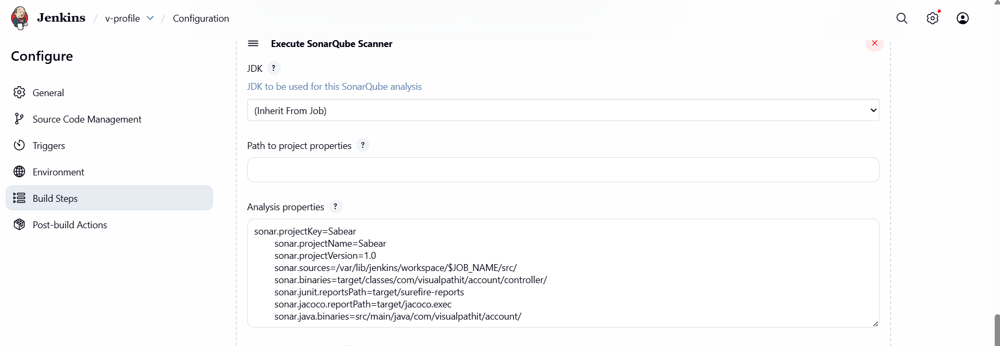 Jenkins / v-profile / Configuration
Configure
General
Source Code Management
Triggers
Environment
Build Steps
Post-build Actions
Execute SonarQube Scanner
JDK ?
JDK to be used for this SonarQube analysis
(Inherit From Job)
Path to project properties ?
Analysis properties ?
sonar.projectKey=Sabear
sonar.projectName=Sabear
sonar.projectVersion=1.0
sonar.sources=/var/lib/jenkins/workspace/$JOB_NAME/src/
sonar.binaries=target/classes/com/visualpathit/account/controller/
sonar.junit.reportsPath=target/surefire-reports
sonar.jacoco.reportPath=target/jacoco.exec
sonar.java.binaries=src/main/java/com/visualpathit/account/